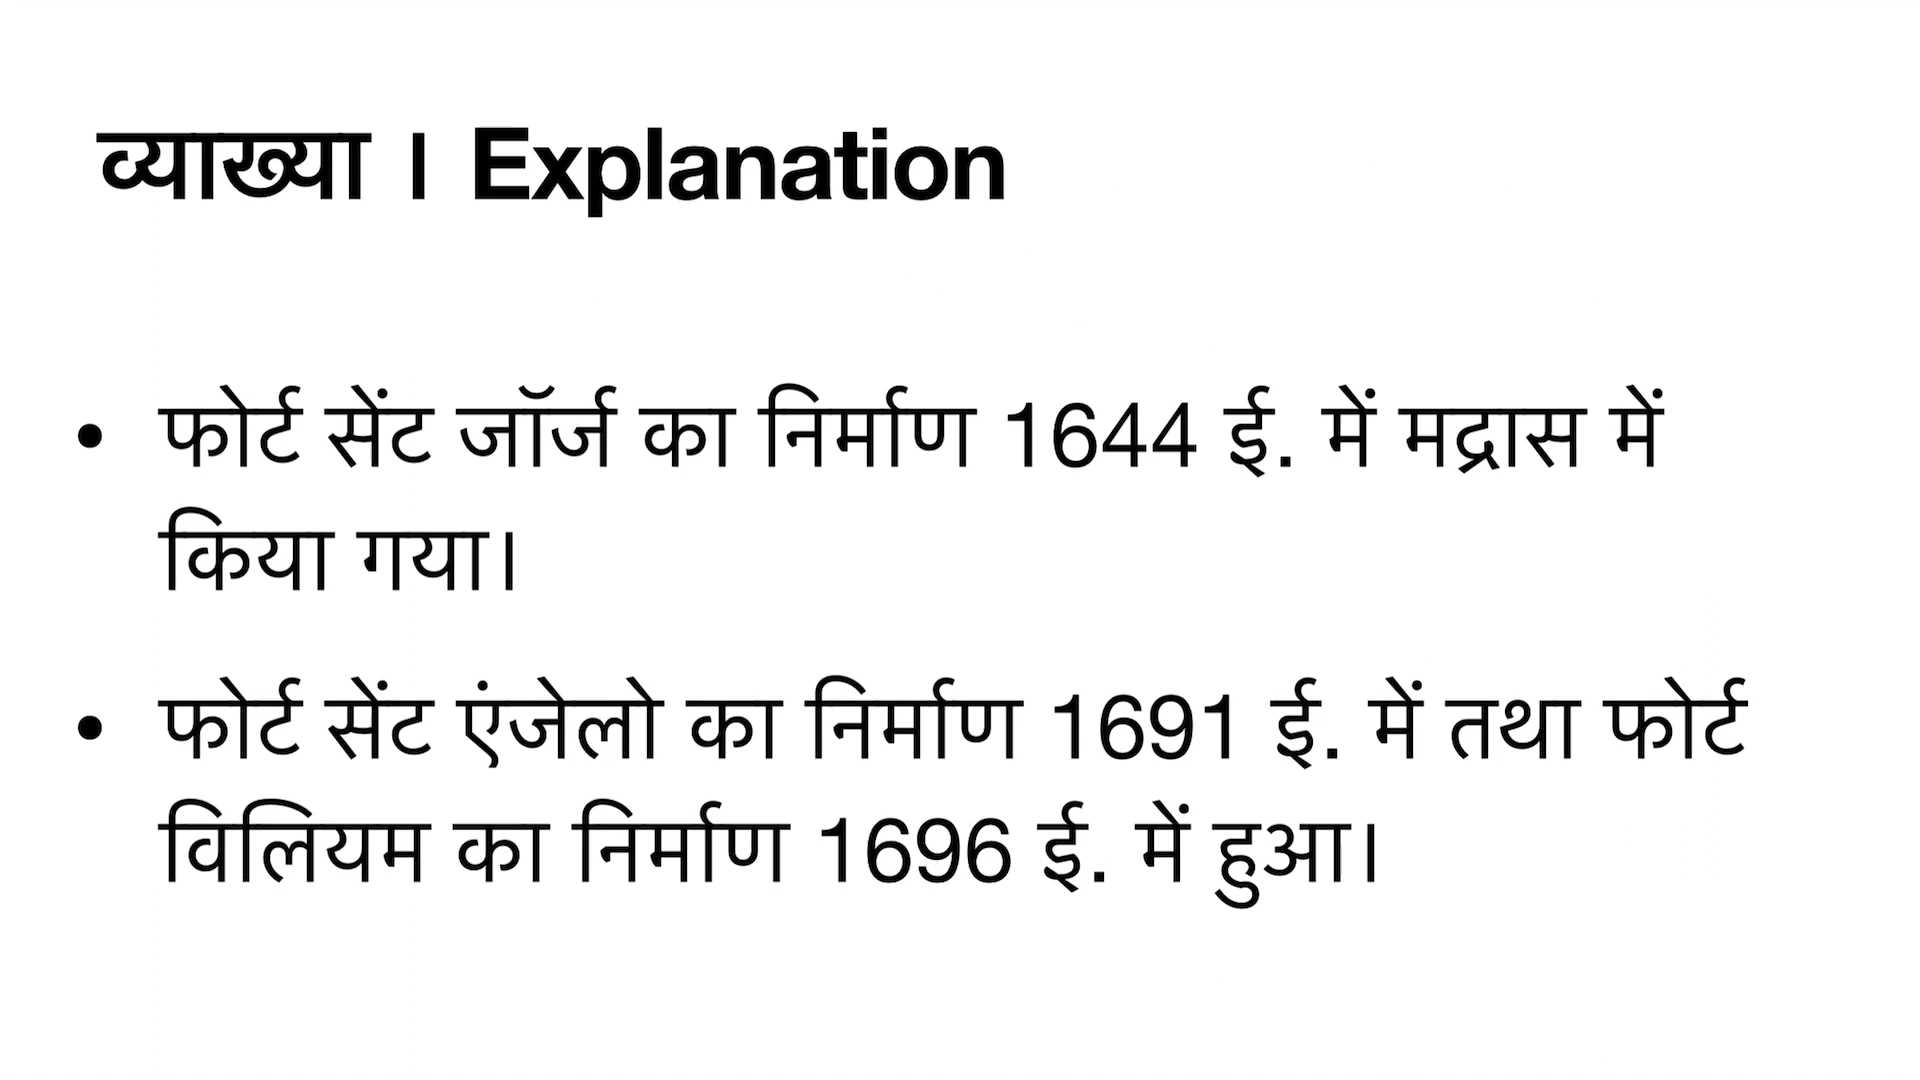 व्याख्या । Explanation
• फोर्ट सेंट जॉर्ज का निर्माण 1644 ई. में मद्रास में
किया गया।
• फोर्ट सेंट एंजेलो का निर्माण 1691 ई. में तथा फोर्ट
विलियम का निर्माण 1696 ई. में हुआ।